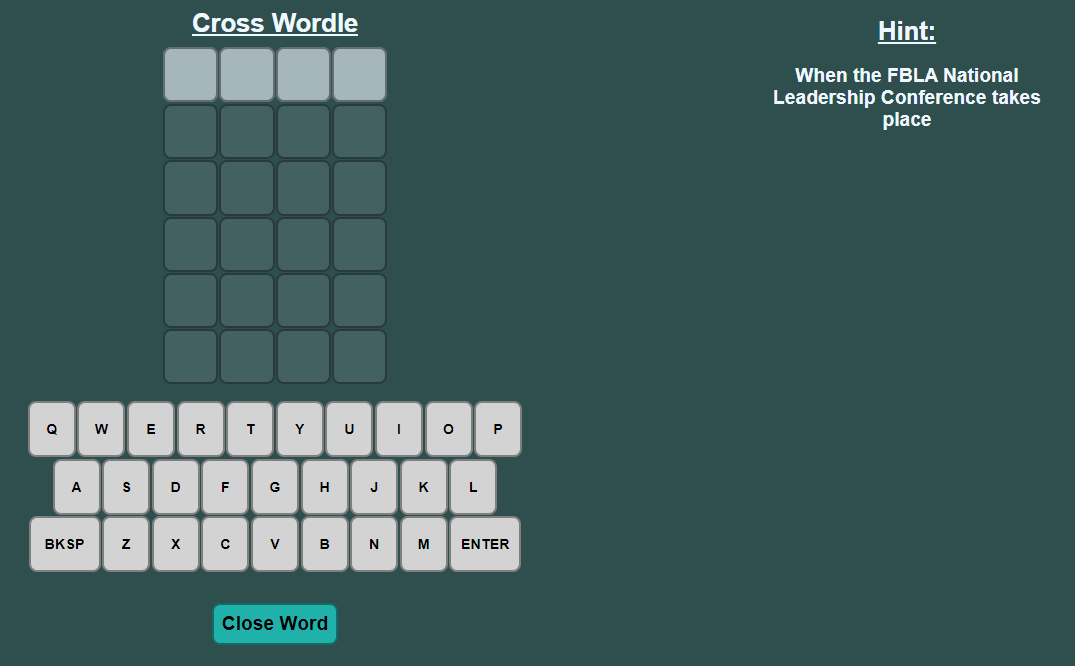 Cross Wordle
Hint:
When the FBLA National
Leadership Conference takes
place
Q W E R T Y U I O P
A S D F G H J K L
BKSP Z X C V B N M ENTER
Close Word